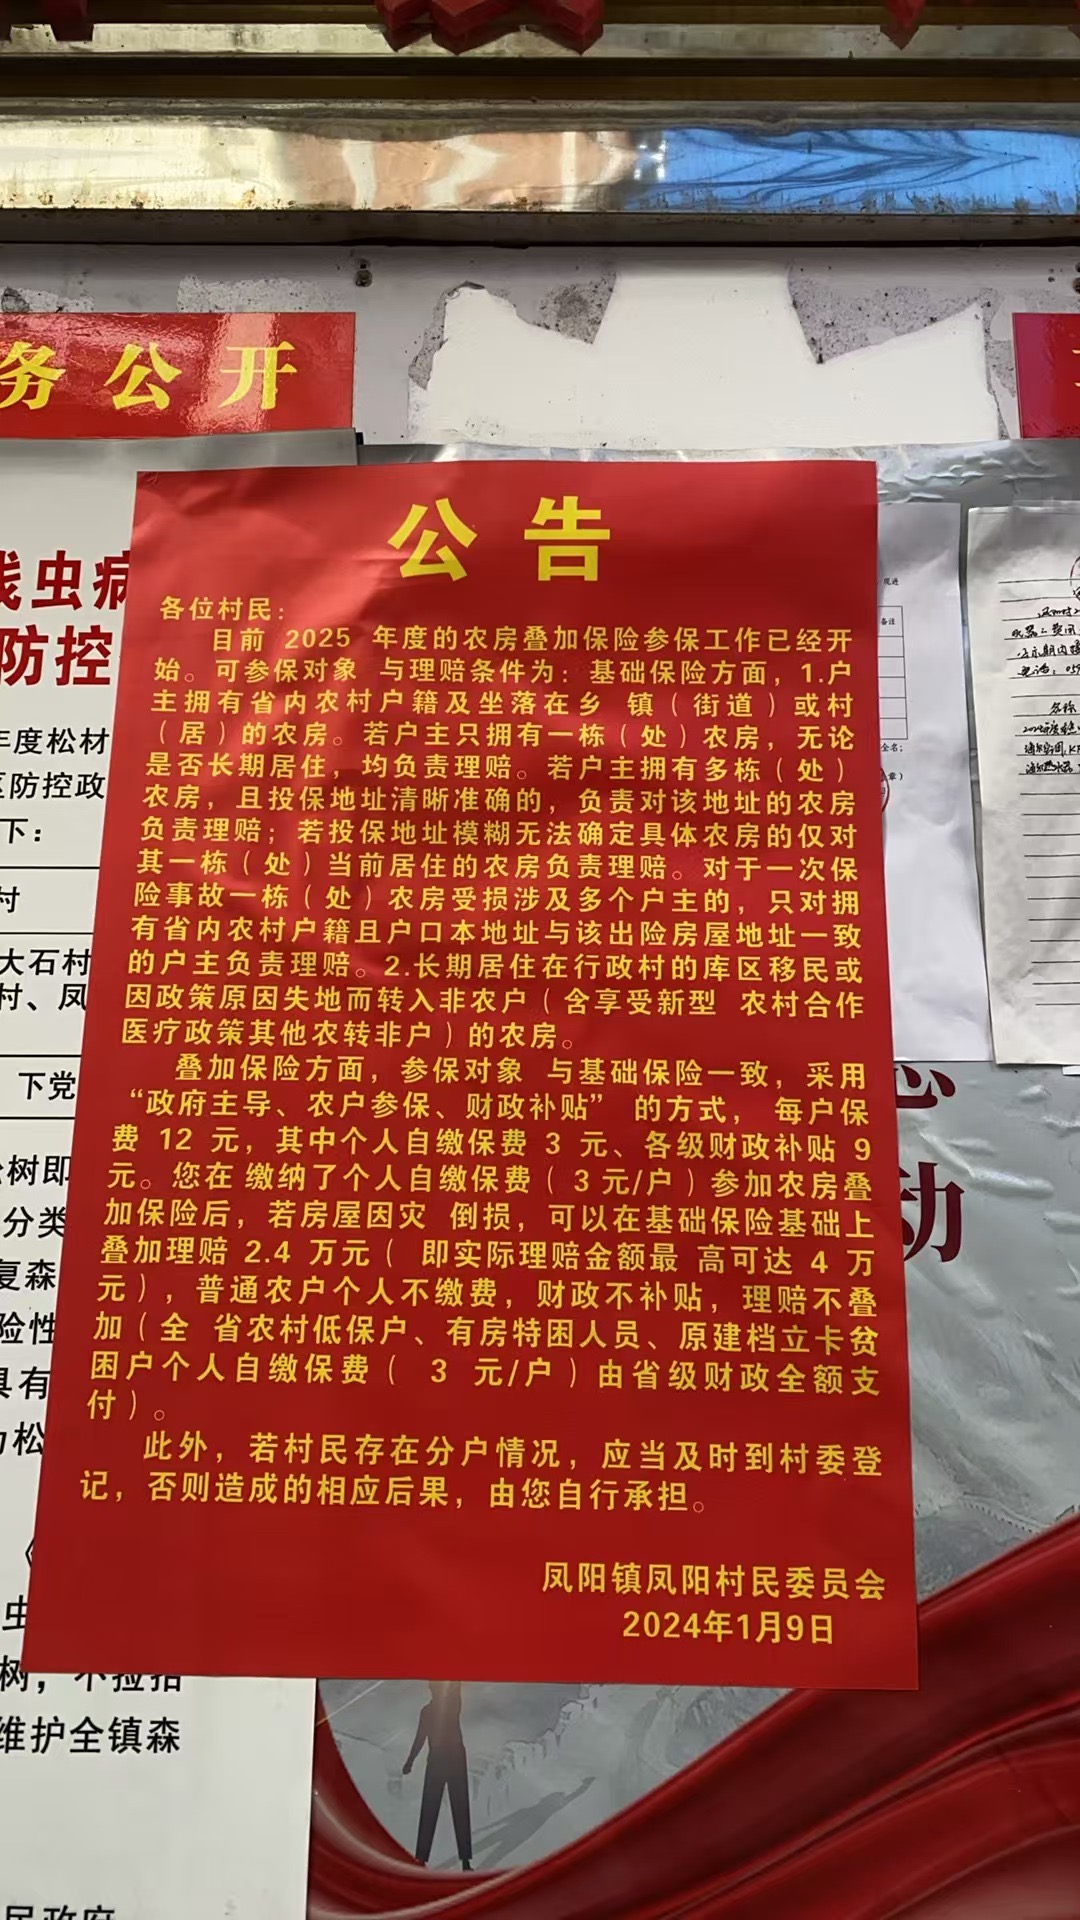 务公开
公告
各位村民：
目前 2025 年度的农房叠加保险参保工作已经开
始。可参保对象 与理赔条件为：基础保险方面，1.户
主拥有省内农村户籍及坐落在乡 镇（街道）或村
（居）的农房。若户主只拥有一栋（处）农房，无论
是否长期居住，均负责理赔。若户主拥有多栋（处）
农房，且投保地址清晰准确的，负责对该地址的农房
负责理赔；若投保地址模糊无法确定具体农房的仅对
其一栋（处）当前居住的农房负责理赔。对于一次保
险事故一栋（处）农房受损涉及多个户主的，只对拥
有省内农村户籍且户口本地址与该出险房屋地址一致
的户主负责理赔。2.长期居住在行政村的库区移民或
因政策原因失地而转入非农户（含享受新型 农村合作
医疗政策其他农转非户）的农房。
叠加保险方面，参保对象 与基础保险一致，采用
“政府主导、农户参保、财政补贴” 的方式， 每户保
费 12 元，其中个人自缴保费 3 元、各级财政补贴 9
元。您在 缴纳了个人自缴保费（3元/户）参加农房叠
加保险后，若房屋因灾 倒损，可以在基础保险基础上
叠加理赔 2.4 万元（ 即实际理赔金额最 高可达 4 万
元），普通农户个人不缴费，财政不补贴，理赔不叠
加（全 省农村低保户、有房特困人员、原建档立卡贫
困户个人自缴保费（ 3 元/户）由省级财政全额支
付）。
此外，若村民存在分户情况，应当及时到村委登
记，否则造成的相应后果，由您自行承担。
凤阳镇凤阳村民委员会
2024年1月9日
线虫病
防控
年度松材
区防控政
下：
村
大石村
村、凤
下党
松树即
分类
复森
险性
具有
为松
《
虫
树，不捡拾
维护全镇森
民政府
动